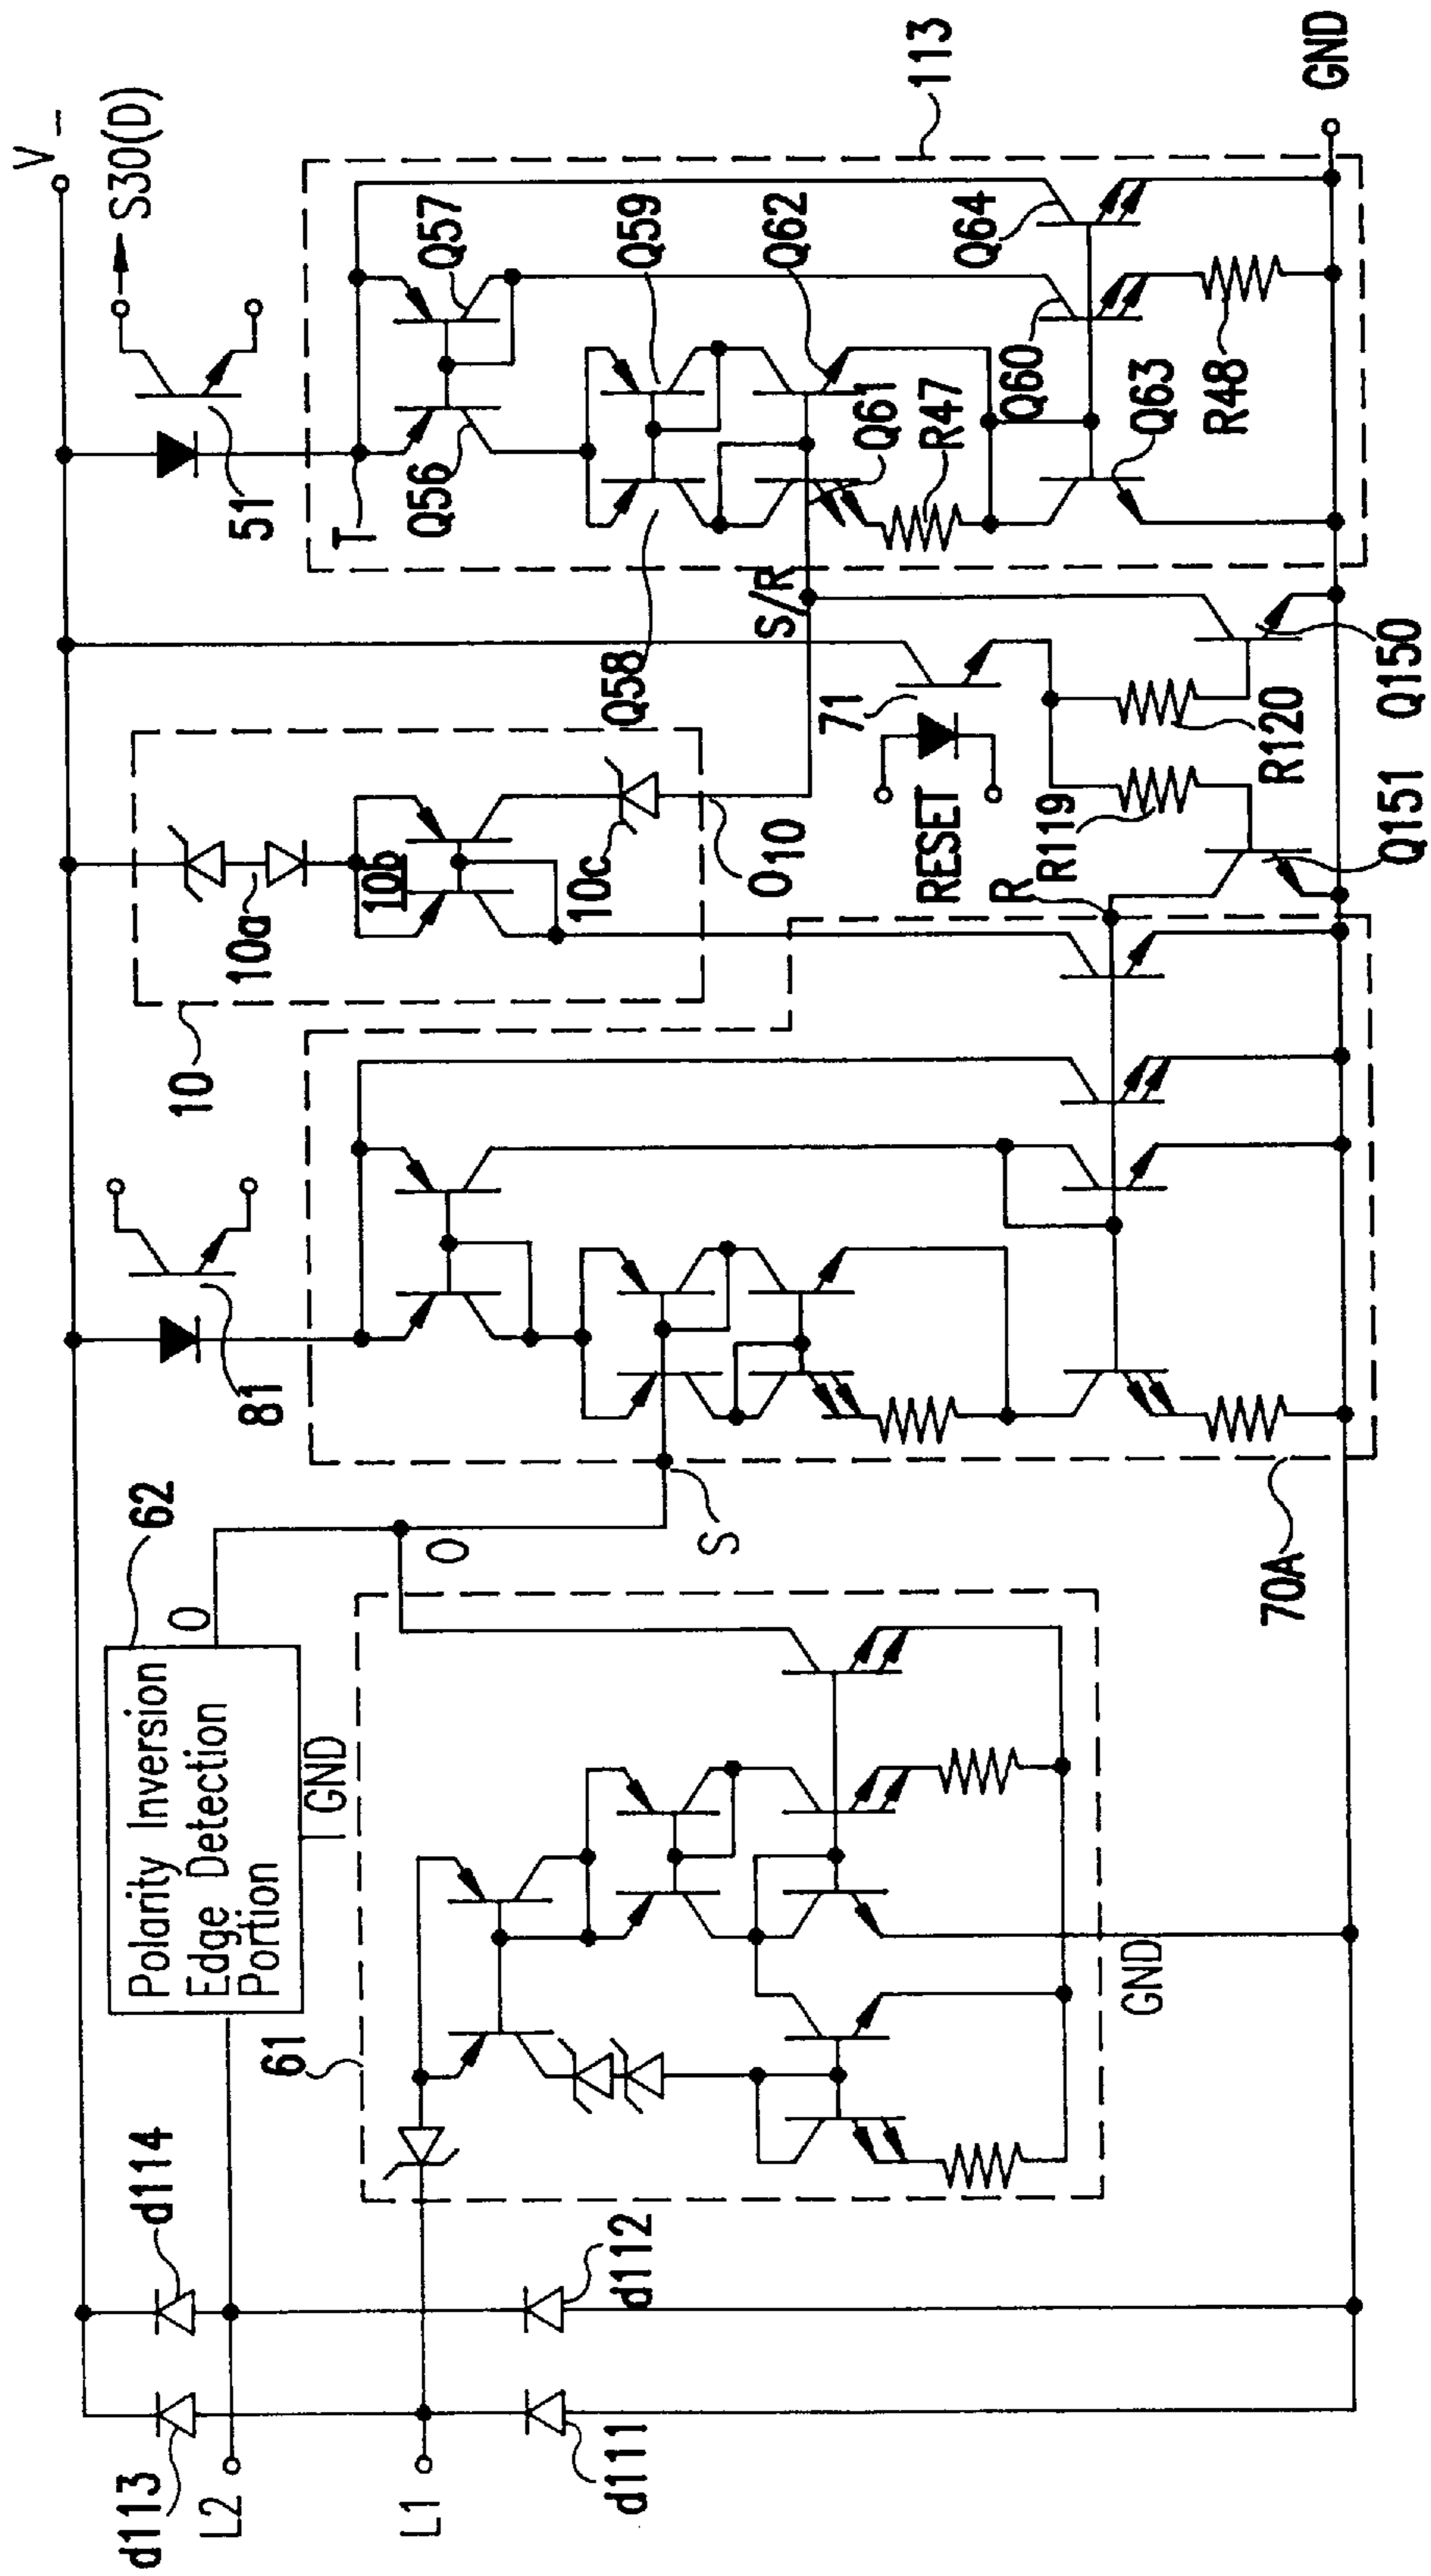 d113
d114
L2
L1
d111
d112
Polarity Inversion
Edge Detection
Portion
62
O
GND
61
O
S
GND
70A
81
10
10a
10b
10c
O10
Q58
S/R
71
RESET
R
R119
R120
Q151
Q150
V_
S30(D)
51
T
Q56
Q57
Q59
Q62
Q61
R47
Q60
Q64
Q63
R48
113
GND